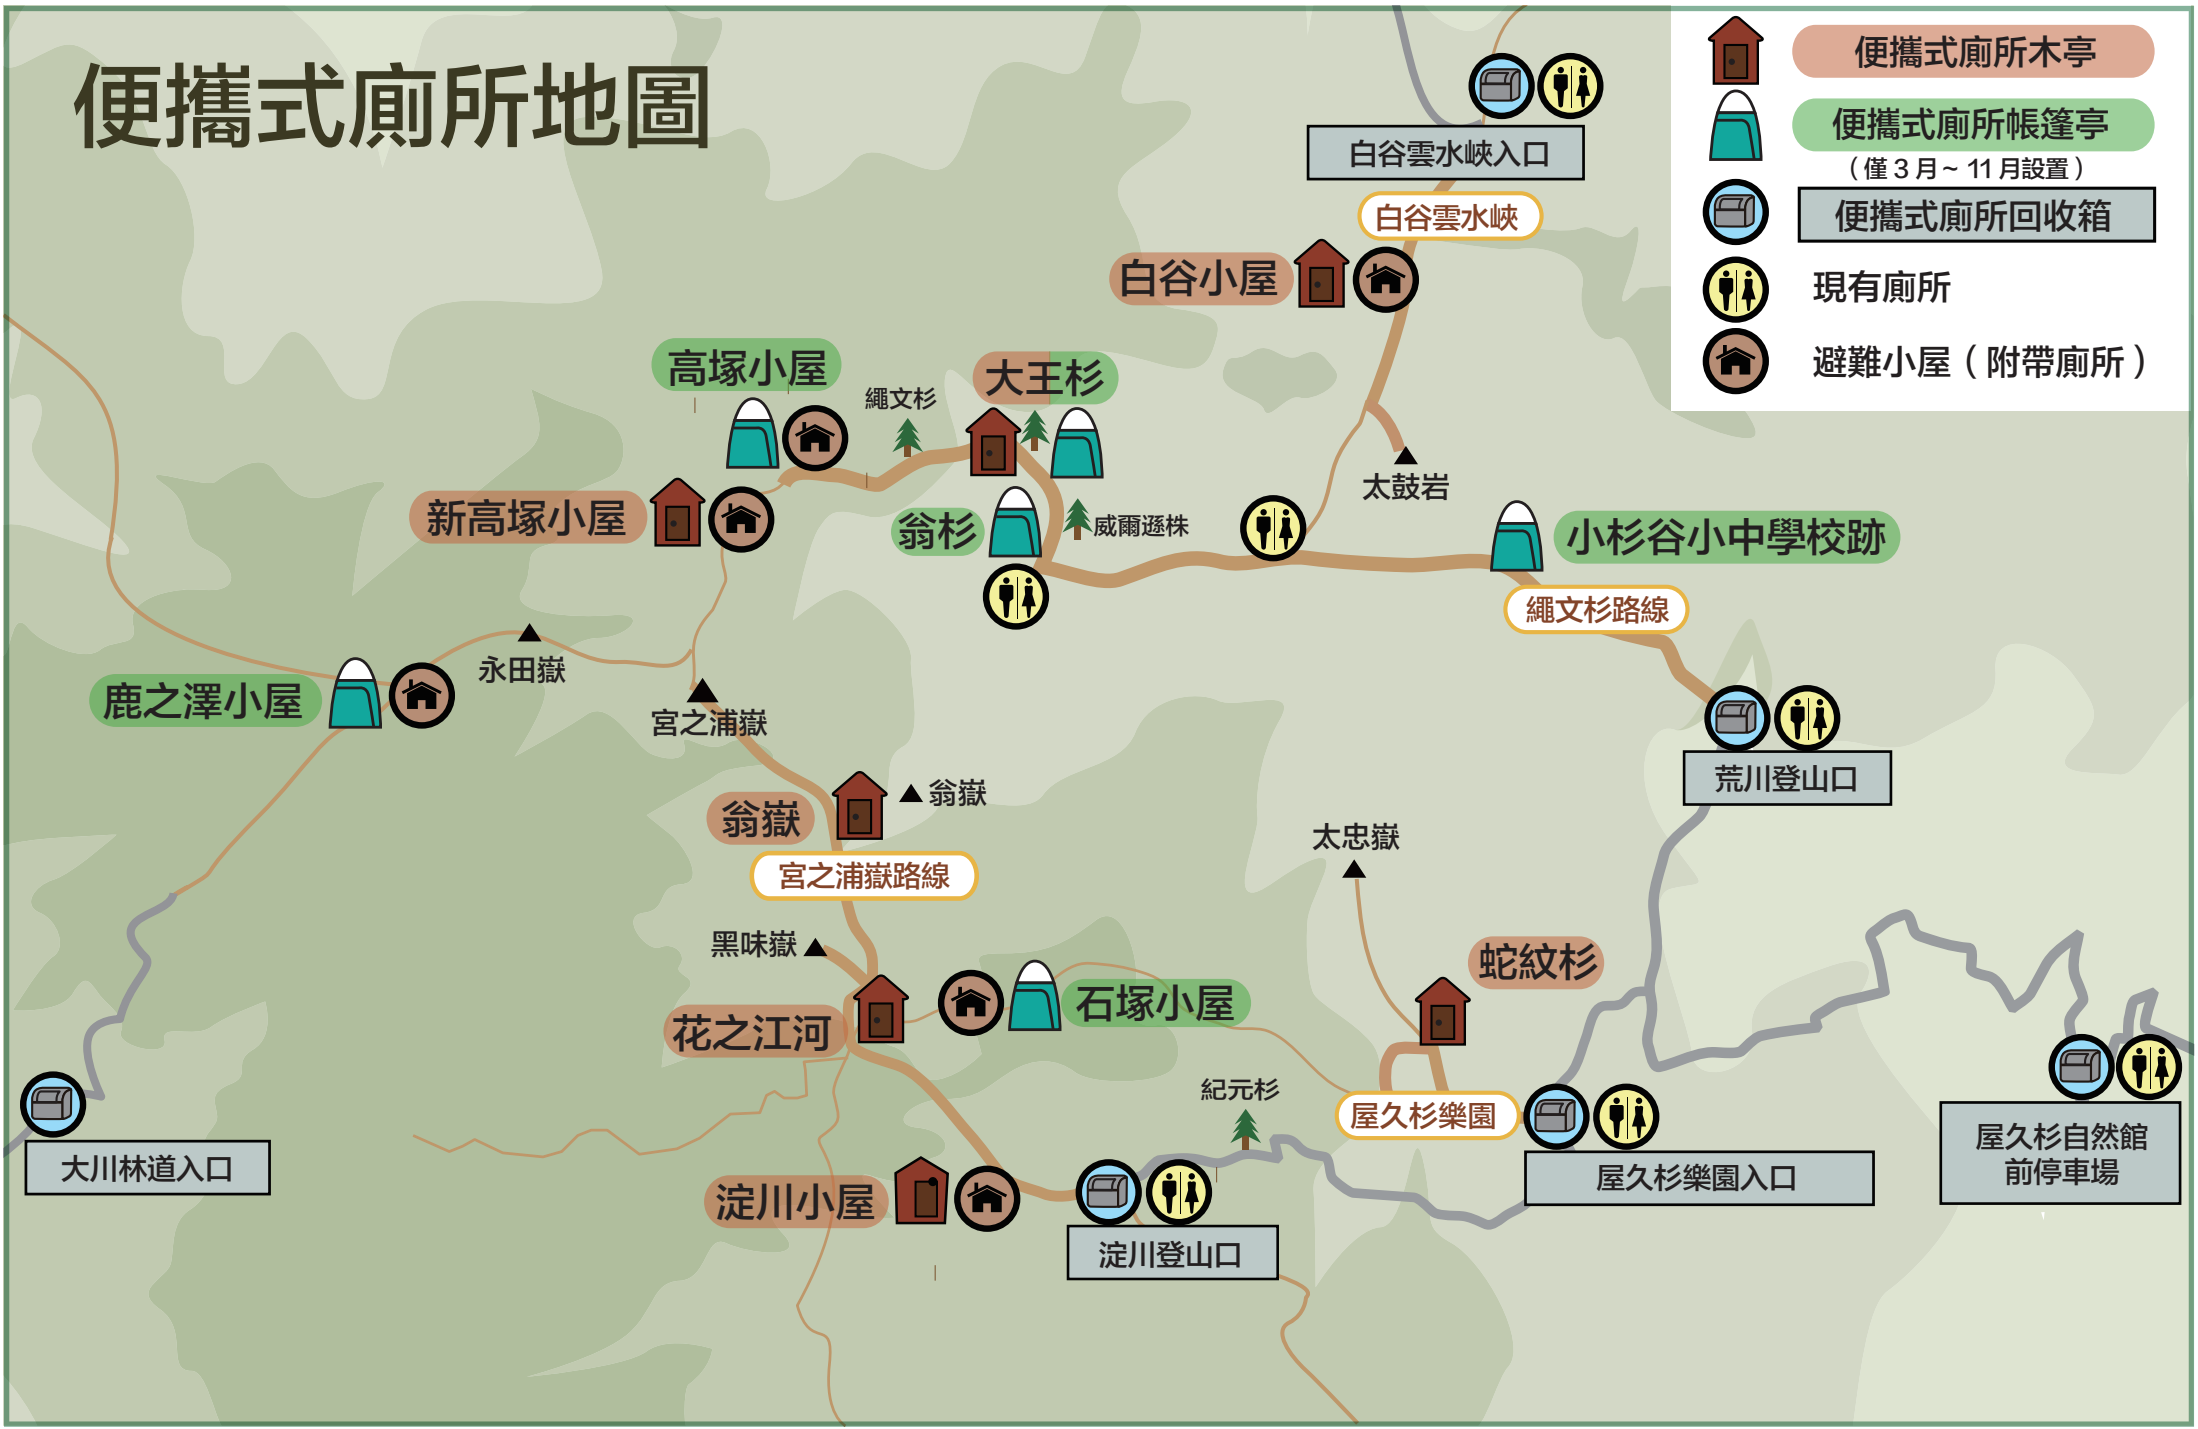 便攜式廁所地圖
便攜式廁所木亭
便攜式廁所帳篷亭
（僅3月~11月設置）
便攜式廁所回收箱
現有廁所
避難小屋（附帶廁所）
白谷雲水峽入口
白谷雲水峽
白谷小屋
高塚小屋
繩文杉
大王杉
太鼓岩
新高塚小屋
翁杉
威爾遜株
小杉谷小中學校跡
繩文杉路線
永田嶽
鹿之澤小屋
宮之浦嶽
荒川登山口
翁嶽
翁嶽
太忠嶽
宮之浦嶽路線
黑味嶽
蛇紋杉
石塚小屋
花之江河
紀元杉
屋久杉樂園
大川林道入口
屋久杉自然館
前停車場
屋久杉樂園入口
淀川小屋
淀川登山口